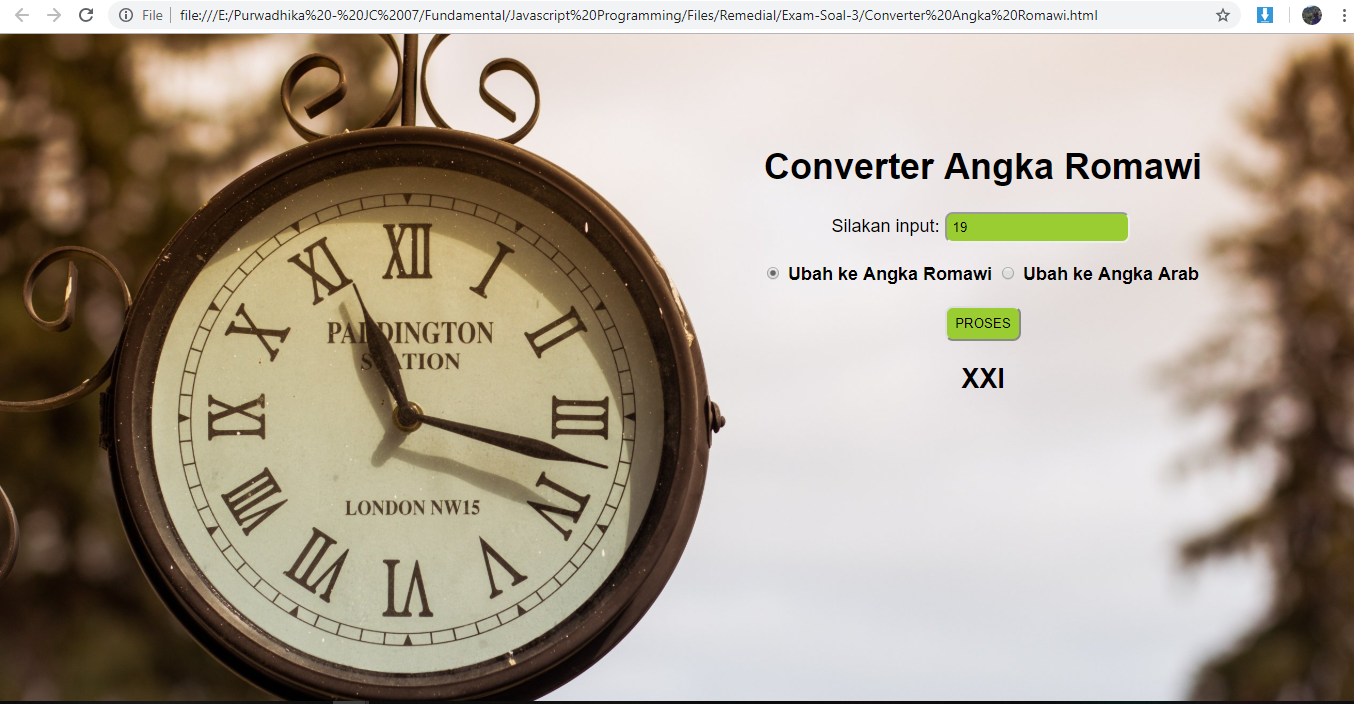 File
file:///E:/Purwadhika%20-%20JC%2007/Fundamental/Javascript%20Programming/Files/Remedial/Exam-Soal-3/Converter%20Angka%20Romawi.html
XII
I
II
III
IV
V
VI
VII
VIII
IX
X
XI
PADDINGTON
STATION
LONDON NW15
Converter Angka Romawi
Silakan input: 19
Ubah ke Angka Romawi Ubah ke Angka Arab
PROSES
XXI